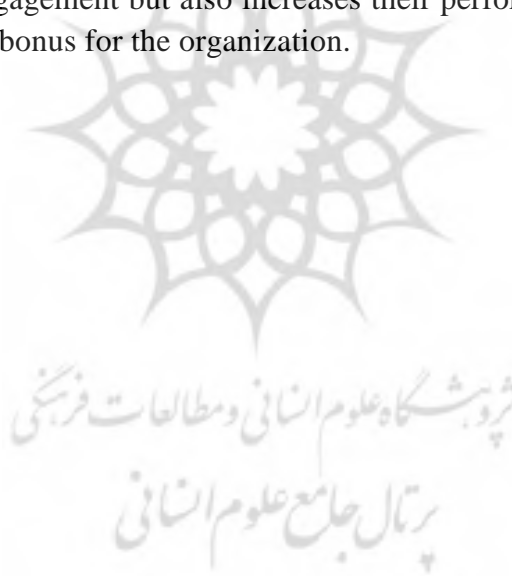 gagement but also increases their perfor
bonus for the organization.
پژوهشگاه علوم انسانی و مطالعات فرهنگی
پرتال جامع علوم انسانی